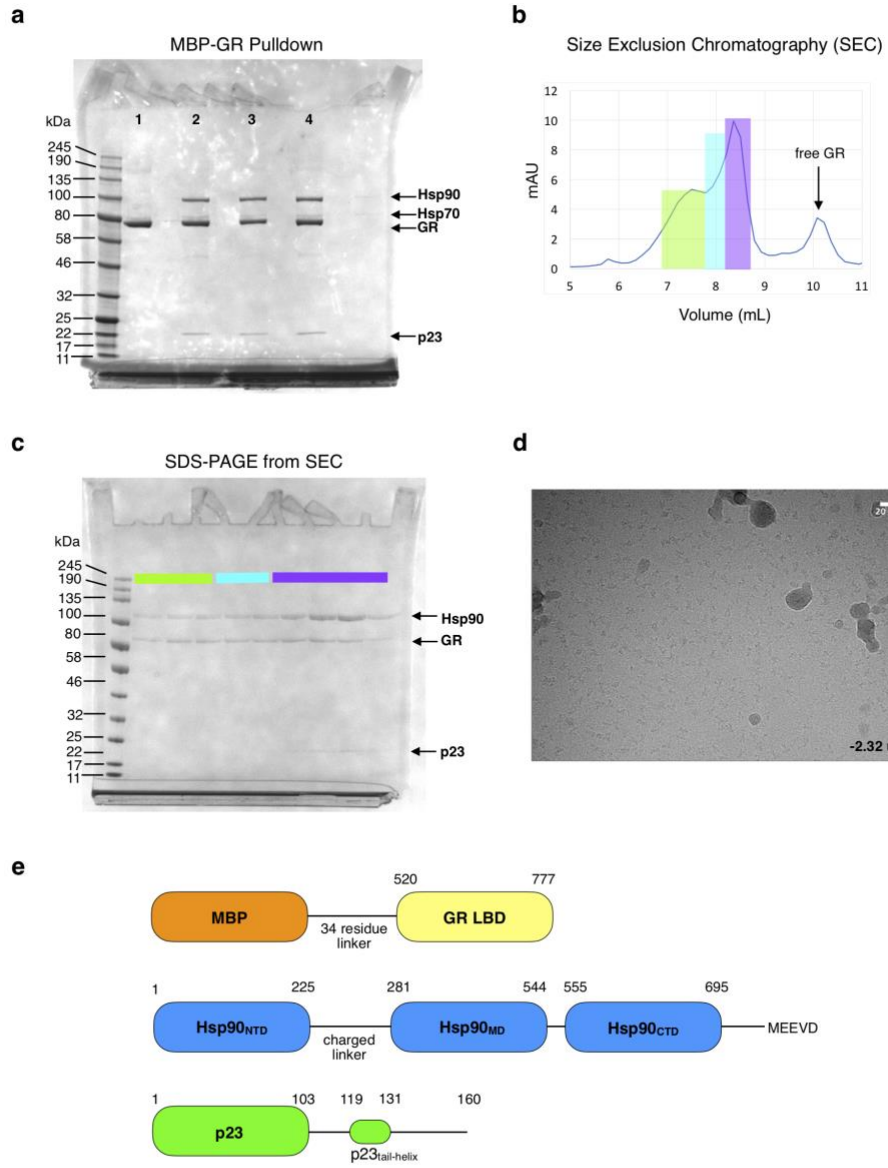 a
MBP-GR Pulldown
kDa
1 2 3 4
245
190
135
100
80
58
46
32
25
22
17
11
Hsp90
Hsp70
GR
p23
b
Size Exclusion Chromatography (SEC)
12
10
8
6
4
2
0
mAU
free GR
5 6 7 8 9 10 11
Volume (mL)
c
SDS-PAGE from SEC
kDa
245
190
135
100
80
58
46
32
25
22
17
11
Hsp90
GR
p23
d
20
-2.32
e
520 777
MBP GR LBD
34 residue
linker
1 225 281 544 555 695
Hsp90NTD Hsp90MD Hsp90CTD MEEVD
charged
linker
1 103 119 131 160
p23
p23tail-helix